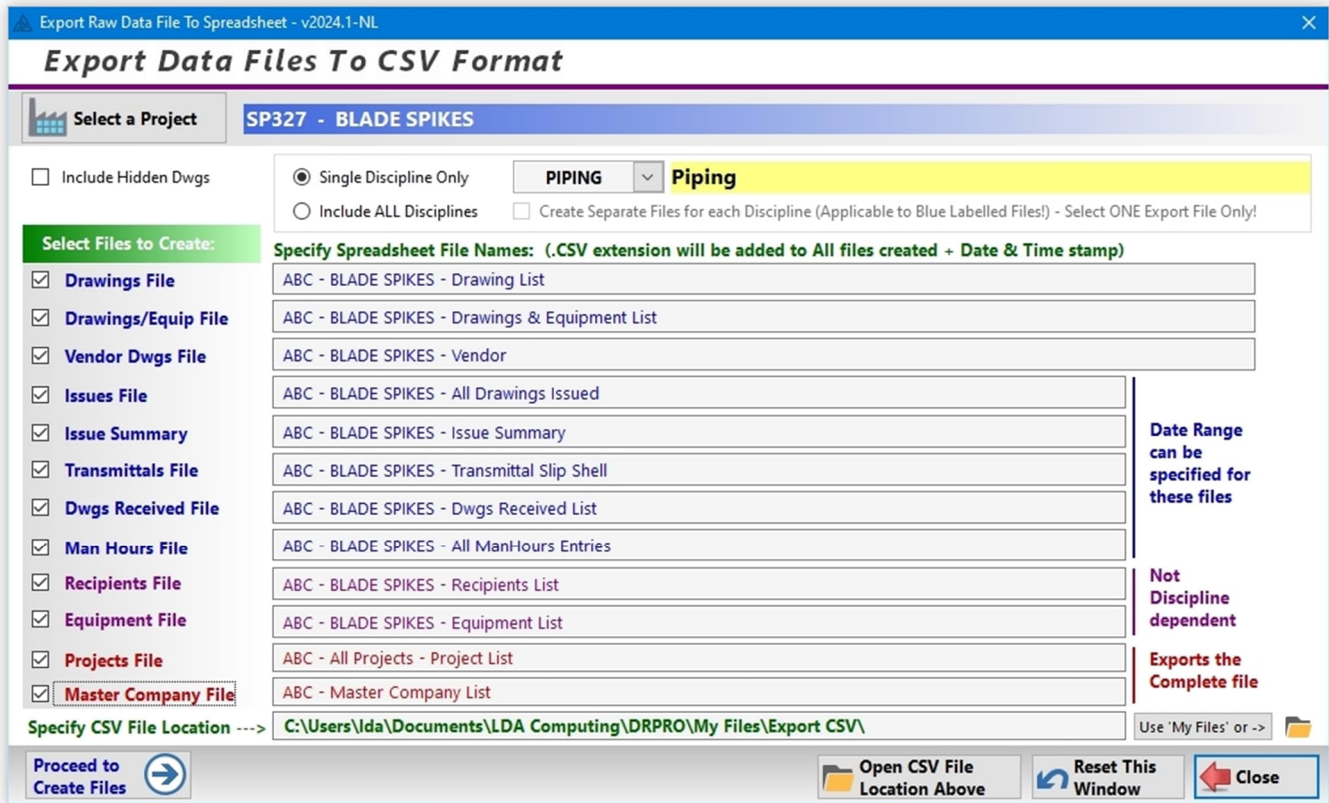 Export Raw Data File To Spreadsheet - v2024.1-NL
Export Data Files To CSV Format
Select a Project
SP327 - BLADE SPIKES
Include Hidden Dwgs
Single Discipline Only
PIPING
Piping
Include ALL Disciplines
Create Separate Files for each Discipline (Applicable to Blue Labelled Files!) - Select ONE Export File Only!
Select Files to Create:
Specify Spreadsheet File Names: (.CSV extension will be added to All files created + Date & Time stamp)
Drawings File
ABC - BLADE SPIKES - Drawing List
Drawings/Equip File
ABC - BLADE SPIKES - Drawings & Equipment List
Vendor Dwgs File
ABC - BLADE SPIKES - Vendor
Issues File
ABC - BLADE SPIKES - All Drawings Issued
Issue Summary
ABC - BLADE SPIKES - Issue Summary
Transmittals File
ABC - BLADE SPIKES - Transmittal Slip Shell
Dwgs Received File
ABC - BLADE SPIKES - Dwgs Received List
Man Hours File
ABC - BLADE SPIKES - All ManHours Entries
Date Range
can be
specified for
these files
Recipients File
ABC - BLADE SPIKES - Recipients List
Equipment File
ABC - BLADE SPIKES - Equipment List
Not
Discipline
dependent
Projects File
ABC - All Projects - Project List
Master Company File
ABC - Master Company List
Exports the
Complete file
Specify CSV File Location --->
C:\Users\lda\Documents\LDA Computing\DRPRO\My Files\Export CSV\
Use 'My Files' or ->
Proceed to
Create Files
Open CSV File
Location Above
Reset This
Window
Close